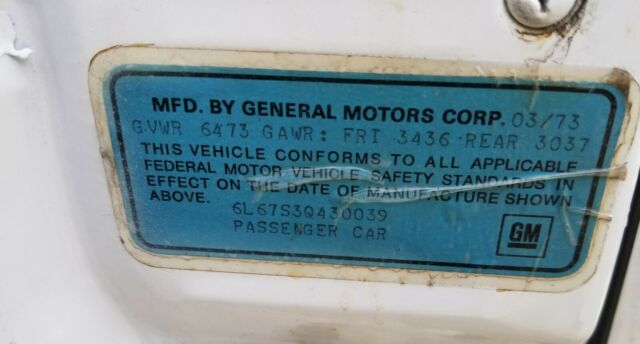 MFD. BY GENERAL MOTORS CORP. 03/73
GVWR 6473 GAWR: FRT 3436 REAR 3037
THIS VEHICLE CONFORMS TO ALL APPLICABLE
FEDERAL MOTOR VEHICLE SAFETY STANDARDS IN
EFFECT ON THE DATE OF MANUFACTURE SHOWN
ABOVE.
6L67S3Q430039
PASSENGER CAR
GM